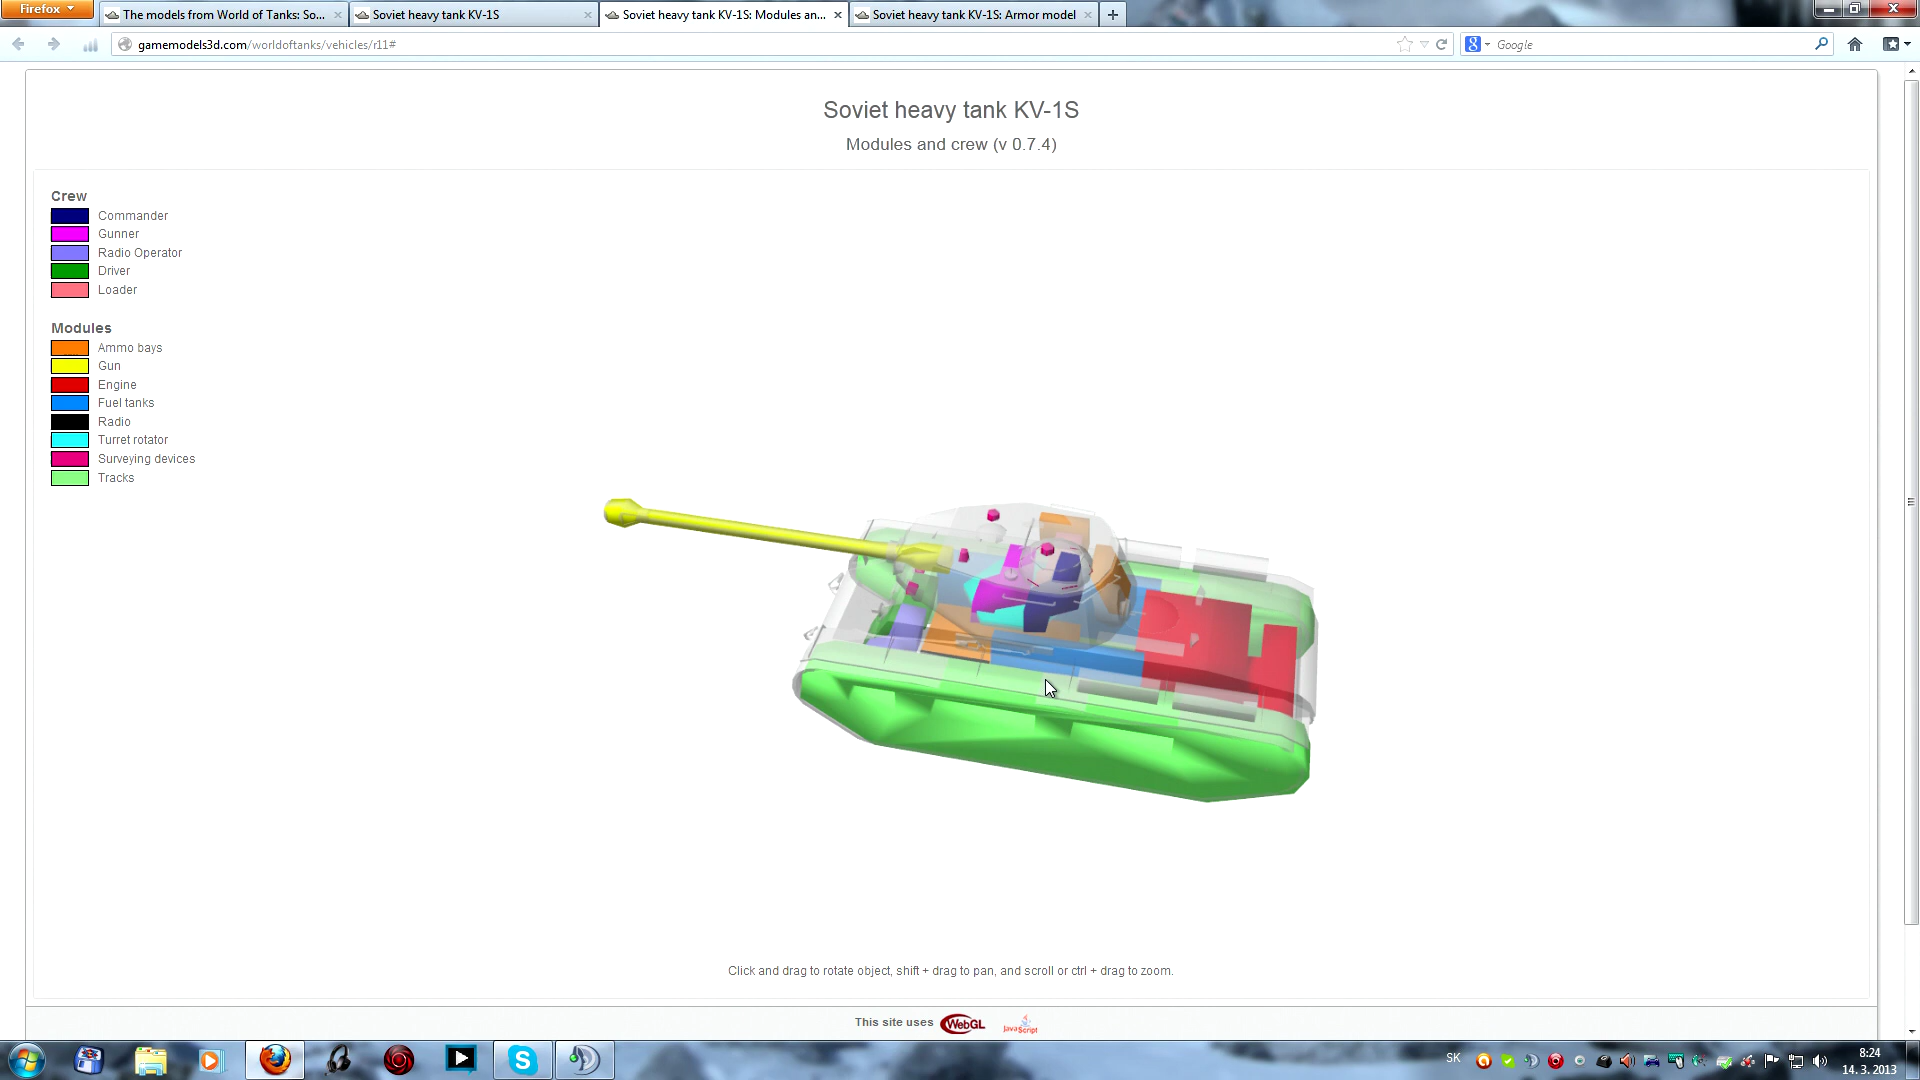 Firefox
The models from World of Tanks: So...
Soviet heavy tank KV-1S
Soviet heavy tank KV-1S: Modules an...
Soviet heavy tank KV-1S: Armor model
gamemodels3d.com/worldoftanks/vehicles/r11#
Google
Soviet heavy tank KV-1S
Modules and crew (v 0.7.4)
Crew
Commander
Gunner
Radio Operator
Driver
Loader
Modules
Ammo bays
Gun
Engine
Fuel tanks
Radio
Turret rotator
Surveying devices
Tracks
Click and drag to rotate object, shift + drag to pan, and scroll or ctrl + drag to zoom.
This site uses
WebGL
JavaScript
SK
8:24
14. 3. 2013